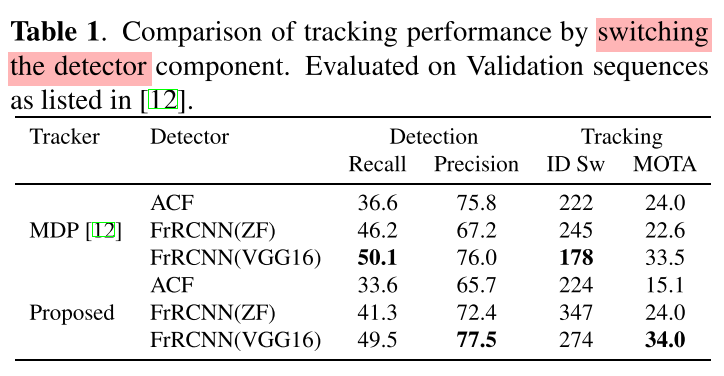 Table 1. Comparison of tracking performance by switching
the detector component. Evaluated on Validation sequences
as listed in [12].
Tracker Detector Detection Tracking
Recall Precision ID Sw MOTA
ACF 36.6 75.8 222 24.0
MDP [12] FrRCNN(ZF) 46.2 67.2 245 22.6
FrRCNN(VGG16) 50.1 76.0 178 33.5
ACF 33.6 65.7 224 15.1
Proposed FrRCNN(ZF) 41.3 72.4 347 24.0
FrRCNN(VGG16) 49.5 77.5 274 34.0